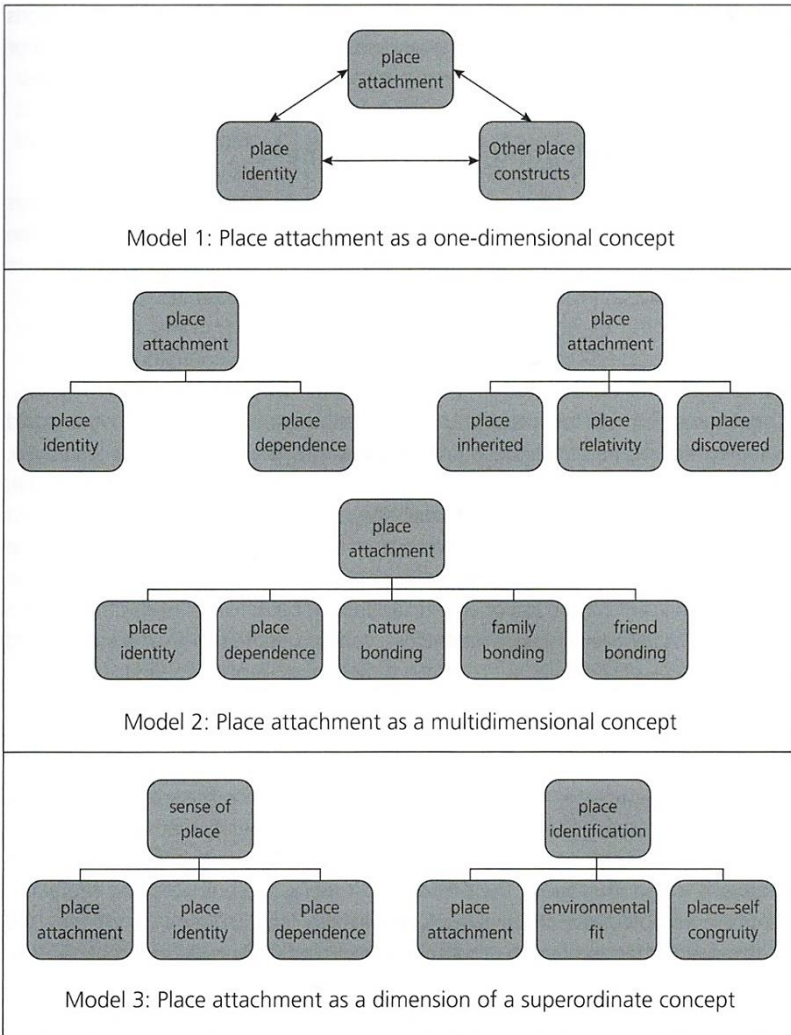 place
attachment
place
identity
Other place
constructs
Model 1: Place attachment as a one-dimensional concept
place
attachment
place
identity
place
dependence
place
attachment
place
inherited
place
relativity
place
discovered
place
attachment
place
identity
place
dependence
nature
bonding
family
bonding
friend
bonding
Model 2: Place attachment as a multidimensional concept
sense of
place
place
attachment
place
identity
place
dependence
place
identification
place
attachment
environmental
fit
place–self
congruity
Model 3: Place attachment as a dimension of a superordinate concept